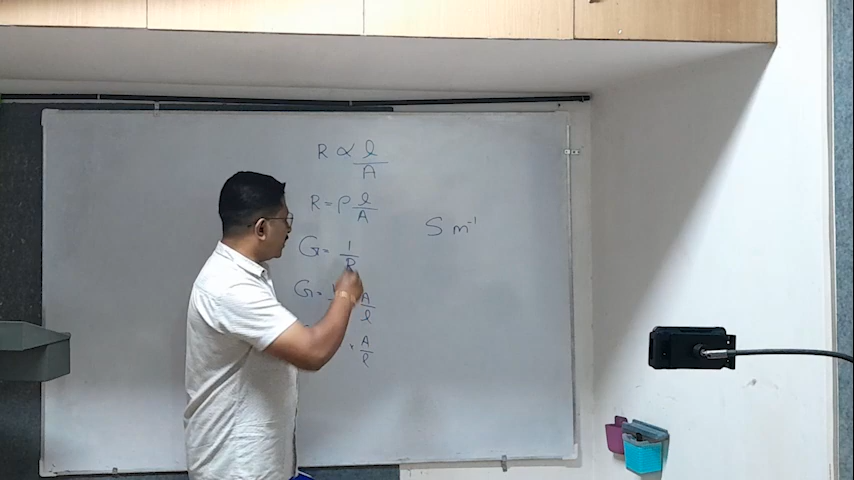 R ∝ l/A
R = ρ l/A
S m⁻¹
G = 1/R
G = A/l
× A/l